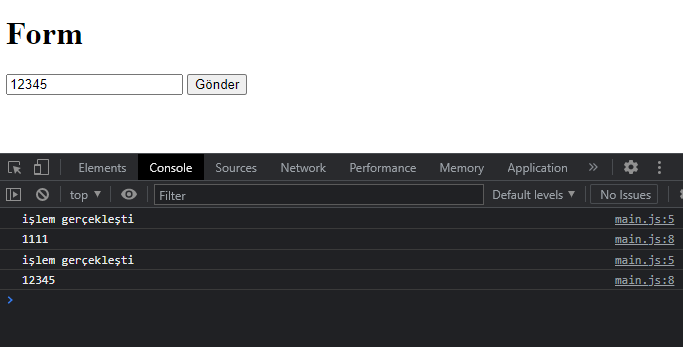 Form
12345 Gönder
Elements Console Sources Network Performance Memory Application »
top ▼ Filter Default levels ▼ No Issues
işlem gerçekleşti main.js:5
1111 main.js:8
işlem gerçekleşti main.js:5
12345 main.js:8
>